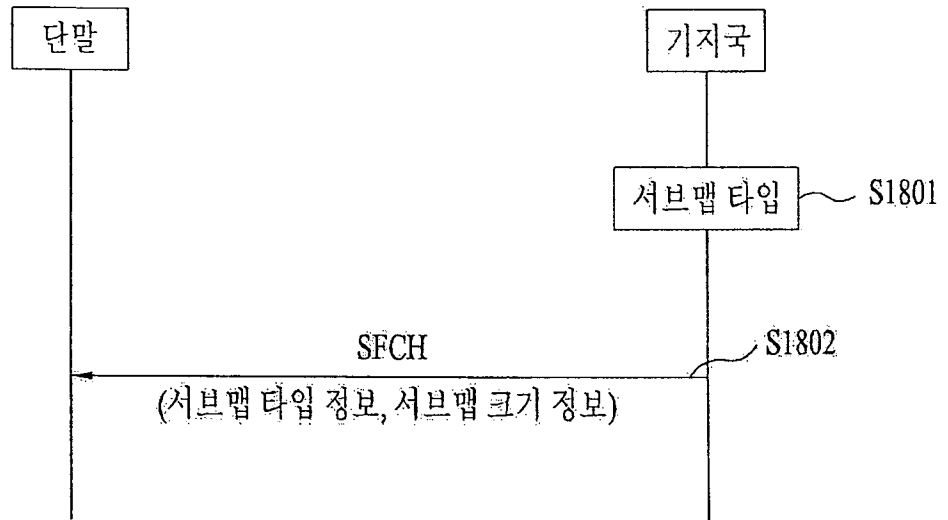 단말
기지국
서브맵 타입
S1801
SFCH
S1802
(서브맵 타입 정보, 서브맵 크기 정보)